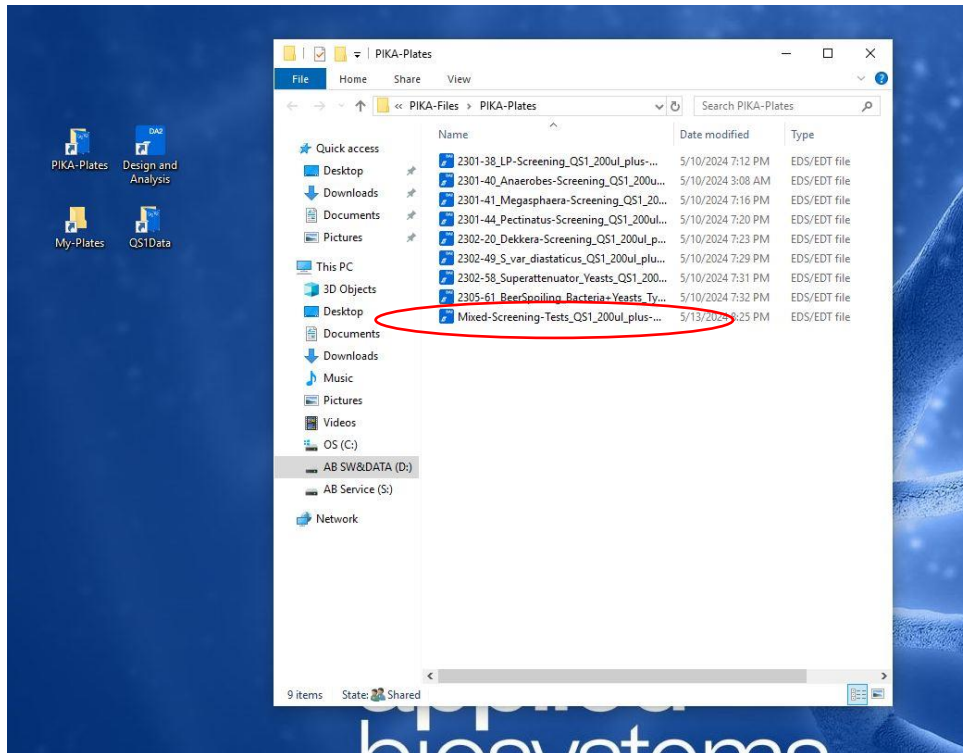 PIKA-Plates
File Home Share View
« PIKA-Files > PIKA-Plates
Search PIKA-Plates
Name Date modified Type
Quick access
Desktop
Downloads
Documents
Pictures
This PC
3D Objects
Desktop
Documents
Downloads
Music
Pictures
Videos
OS (C:)
AB SW&DATA (D:)
AB Service (S:)
Network
2301-38_LP-Screening_QS1_200ul_plus-... 5/10/2024 7:12 PM EDS/EDT file
2301-40_Anaerobes-Screening_QS1_200u... 5/10/2024 3:08 AM EDS/EDT file
2301-41_Megasphaera-Screening_QS1_20... 5/10/2024 7:16 PM EDS/EDT file
2301-44_Pectinatus-Screening_QS1_200ul... 5/10/2024 7:20 PM EDS/EDT file
2302-20_Dekkera-Screening_QS1_200ul_p... 5/10/2024 7:23 PM EDS/EDT file
2302-49_S_var_diastaticus_QS1_200ul_plu... 5/10/2024 7:29 PM EDS/EDT file
2302-58_Superattenuator_Yeasts_QS1_200... 5/10/2024 7:31 PM EDS/EDT file
2305-61_BeerSpoiling_Bacteria+Yeasts_Ty... 5/10/2024 7:32 PM EDS/EDT file
Mixed-Screening-Tests_QS1_200ul_plus-... 5/13/2024 8:25 PM EDS/EDT file
9 items State: Shared
PIKA-Plates
DA2
Design and
Analysis
My-Plates
QS1Data
applied
biosystems